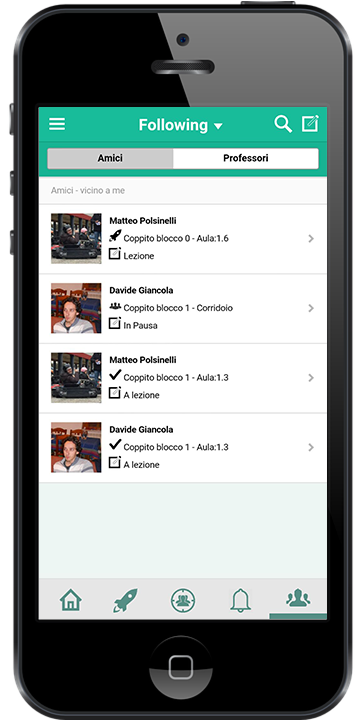 Following
Amici
Professori
Amici - vicino a me
Matteo Polsinelli
Coppito blocco 0 - Aula:1.6
Lezione
Davide Giancola
Coppito blocco 1 - Corridoio
In Pausa
Matteo Polsinelli
Coppito blocco 1 - Aula:1.3
A lezione
Davide Giancola
Coppito blocco 1 - Aula:1.3
A lezione